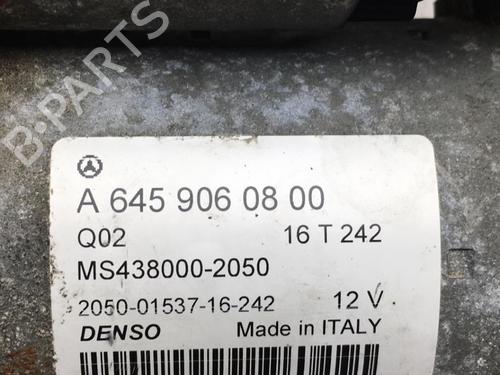 B-PARTS
A 645 906 08 00
Q02 16 T 242
MS438000-2050
2050-01537-16-242 12 V
DENSO Made in ITALY